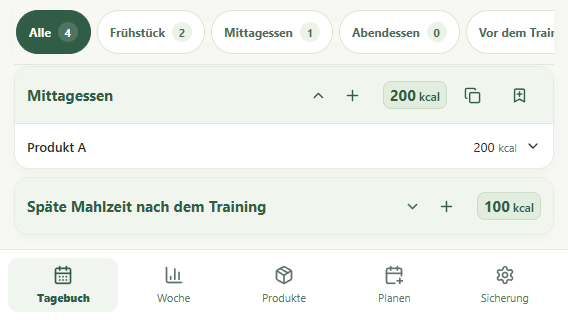 Alle 4 Frühstück 2 Mittagessen 1 Abendessen 0 Vor dem Train
Mittagessen 200 kcal
Produkt A 200 kcal
Späte Mahlzeit nach dem Training 100 kcal
Tagebuch Woche Produkte Planen Sicherung